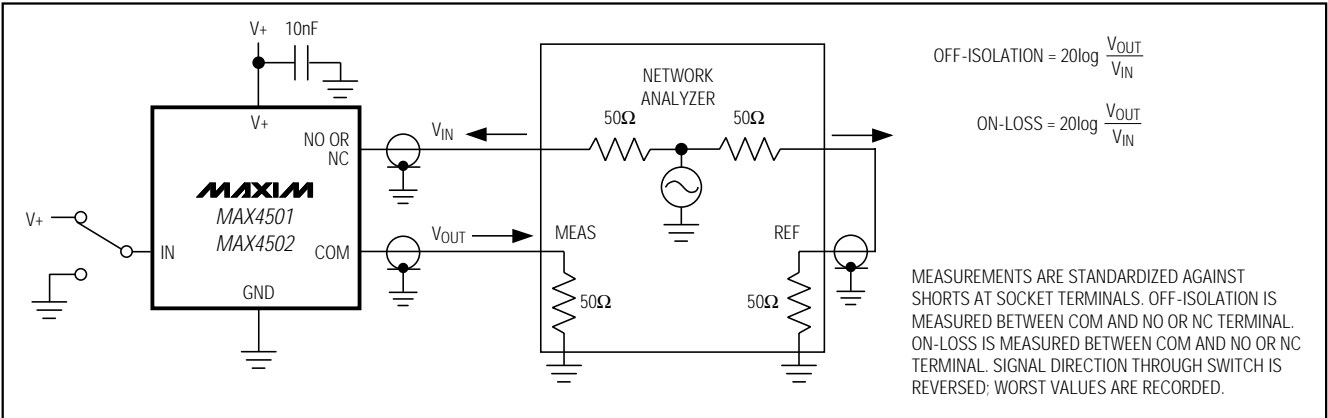 V+ 10nF
V+
NO OR
NC
MAXIM
MAX4501
MAX4502
V+
IN
COM
GND
VIN
VOUT
NETWORK
ANALYZER
50Ω 50Ω
MEAS REF
50Ω 50Ω
OFF-ISOLATION = 20log VOUT
VIN
ON-LOSS = 20log VOUT
VIN
MEASUREMENTS ARE STANDARDIZED AGAINST
SHORTS AT SOCKET TERMINALS. OFF-ISOLATION IS
MEASURED BETWEEN COM AND NO OR NC TERMINAL.
ON-LOSS IS MEASURED BETWEEN COM AND NO OR NC
TERMINAL. SIGNAL DIRECTION THROUGH SWITCH IS
REVERSED; WORST VALUES ARE RECORDED.